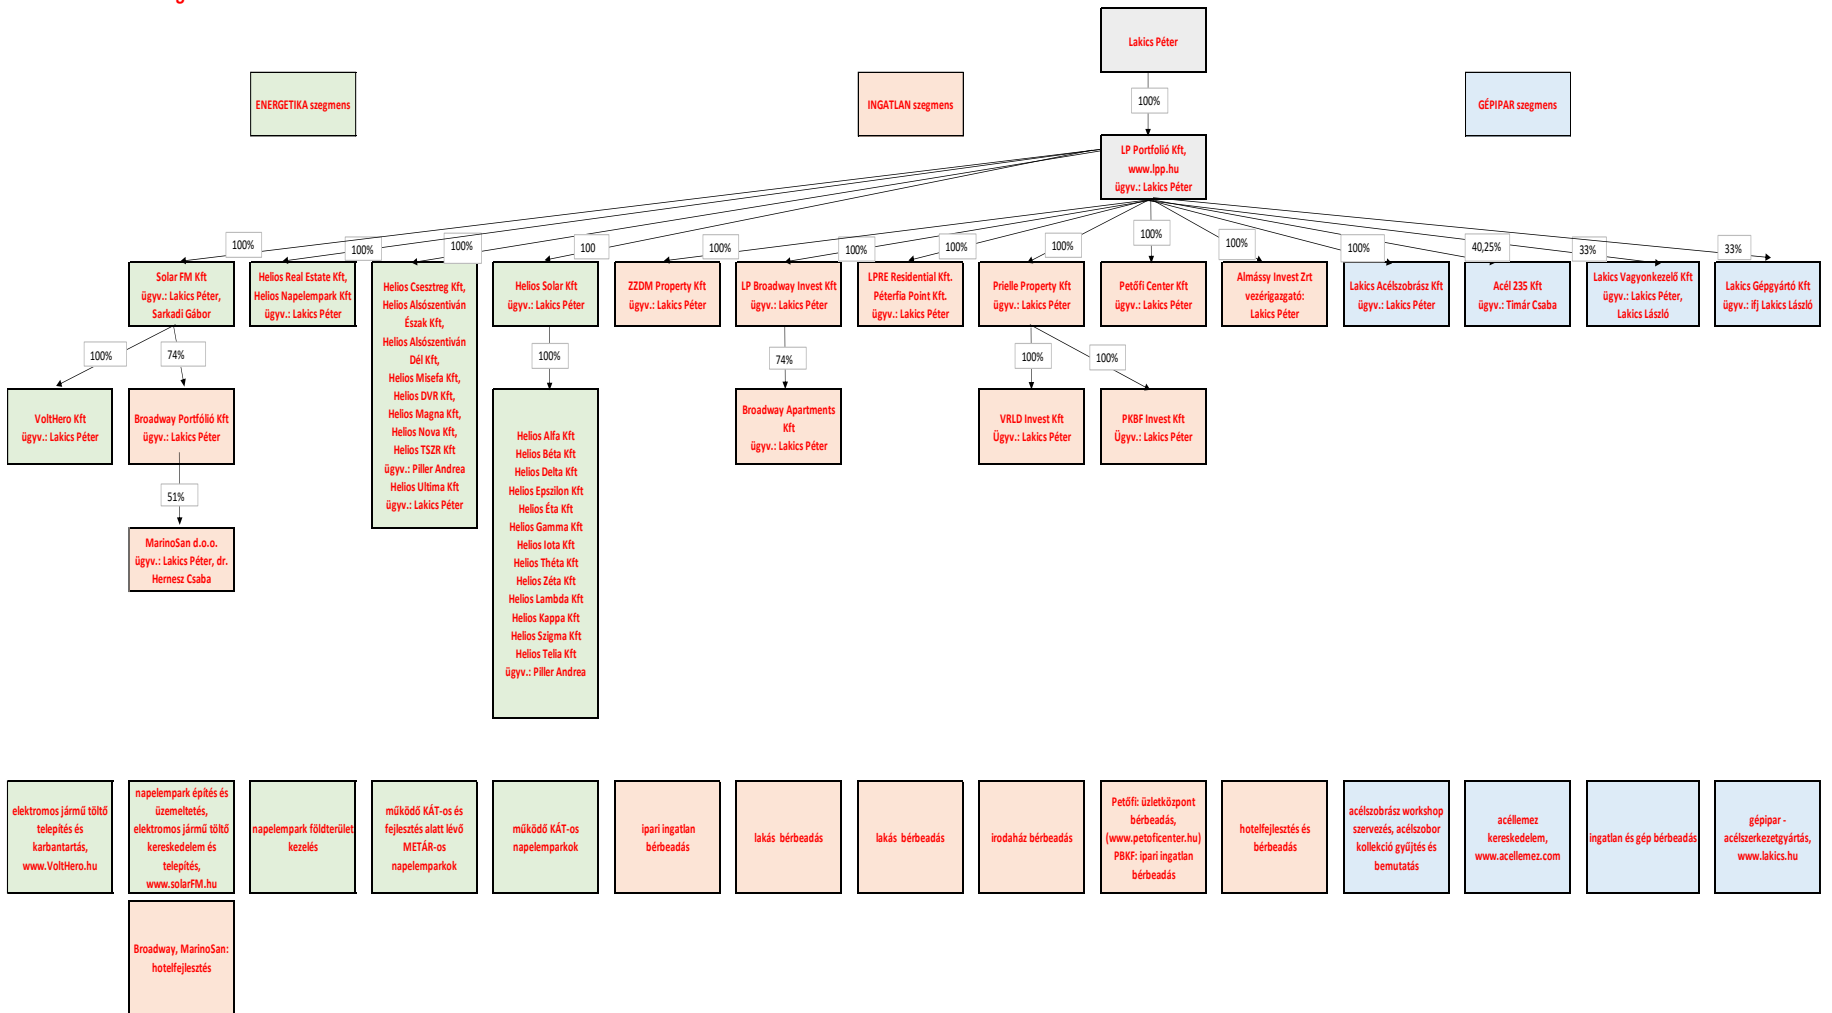 g
Lakics Péter
ENERGETIKA szegmens
INGATLAN szegmens
GÉPIPAR szegmens
100%
LP Portfolió Kft,
www.lpp.hu
ügyv.: Lakics Péter
100%
100%
100%
100
100%
100%
100%
100%
100%
100%
100%
40,25%
33%
33%
Solar FM Kft
ügyv.: Lakics Péter,
Sarkadi Gábor
Helios Real Estate Kft,
Helios Napelempark Kft
ügyv.: Lakics Péter
Helios Csesztreg Kft,
Helios Alsószentiván
Észak Kft,
Helios Alsószentiván
Dél Kft,
Helios Misefa Kft,
Helios DVR Kft,
Helios Magna Kft,
Helios Nova Kft,
Helios TSZR Kft
ügyv.: Piller Andrea
Helios Ultima Kft
ügyv.: Lakics Péter
Helios Solar Kft
ügyv.: Lakics Péter
ZZDM Property Kft
ügyv.: Lakics Péter
LP Broadway Invest Kft
ügyv.: Lakics Péter
LPRE Residential Kft.
Péterfia Point Kft.
ügyv.: Lakics Péter
Prielle Property Kft
ügyv.: Lakics Péter
Petőfi Center Kft
ügyv.: Lakics Péter
Almássy Invest Zrt
vezérigazgató:
Lakics Péter
Lakics Acélszobrász Kft
ügyv.: Lakics Péter
Acél 235 Kft
ügyv.: Timár Csaba
Lakics Vagyonkezelő Kft
ügyv.: Lakics Péter,
Lakics László
Lakics Gépgyártó Kft
ügyv.: ifj Lakics László
100%
74%
100%
74%
100%
100%
VoltHero Kft
ügyv.: Lakics Péter
Broadway Portfólió Kft
ügyv.: Lakics Péter
Helios Alfa Kft
Helios Béta Kft
Helios Delta Kft
Helios Epszilon Kft
Helios Éta Kft
Helios Gamma Kft
Helios Iota Kft
Helios Théta Kft
Helios Zéta Kft
Helios Lambda Kft
Helios Kappa Kft
Helios Szigma Kft
Helios Telia Kft
ügyv.: Piller Andrea
Broadway Apartments
Kft
ügyv.: Lakics Péter
VRLD Invest Kft
Ügyv.: Lakics Péter
PKBF Invest Kft
Ügyv.: Lakics Péter
51%
MarinoSan d.o.o.
ügyv.: Lakics Péter, dr.
Hernesz Csaba
elektromos jármű töltő
telepítés és
karbantartás,
www.VoltHero.hu
napelempark építés és
üzemeltetés,
elektromos jármű töltő
kereskedelem és
telepítés,
www.solarFM.hu
napelempark földterület
kezelés
működő KÁT-os és
fejlesztés alatt lévő
METÁR-os
napelemparkok
működő KÁT-os
napelemparkok
ipari ingatlan
bérbeadás
lakás bérbeadás
lakás bérbeadás
irodaház bérbeadás
Petőfi: üzletközpont
bérbeadás,
(www.petoficenter.hu)
PBKF: ipari ingatlan
bérbeadás
hotelfejlesztés és
bérbeadás
acélszobrász workshop
szervezés, acélszobor
kollekció gyűjtés és
bemutatás
acéllemez
kereskedelem,
www.acellemez.com
ingatlan és gép bérbeadás
gépipar -
acélszerkezetgyártás,
www.lakics.hu
Broadway, MarinoSan:
hotelfejlesztés